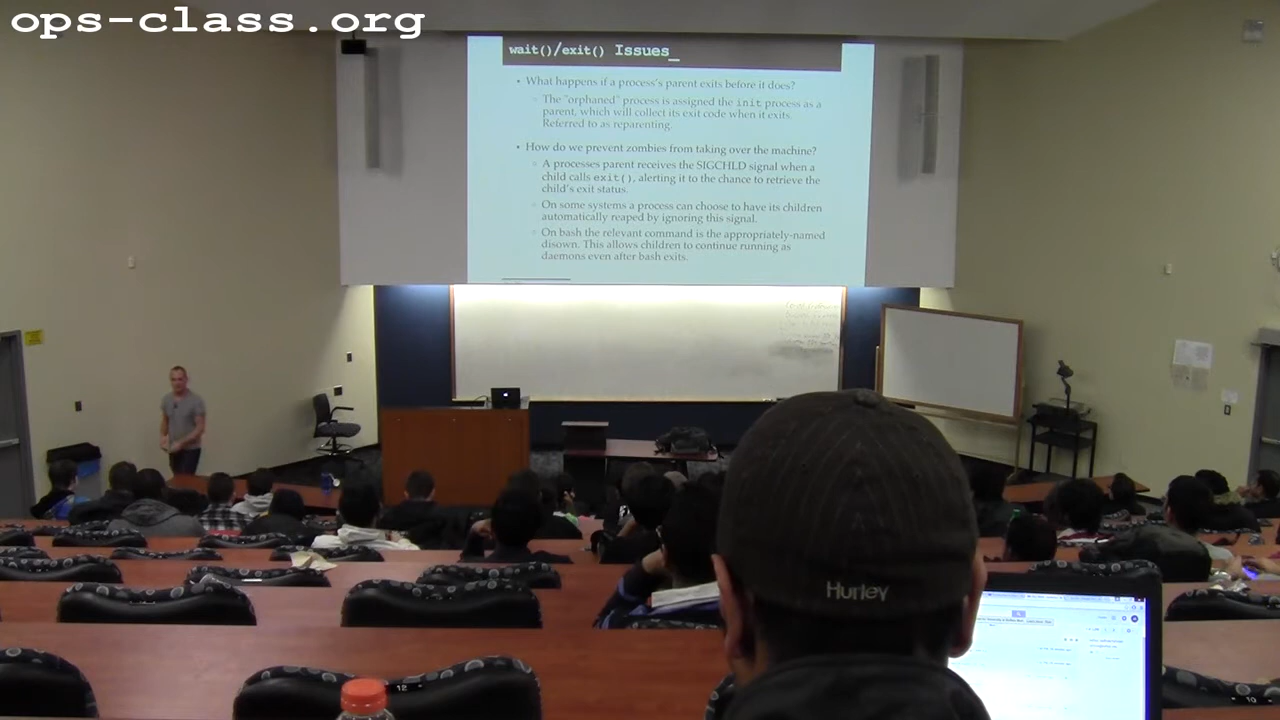 ops-class.org
wait()/exit() Issues_
• What happens if a process's parent exits before it does?
The "orphaned" process is assigned the init process as a
parent, which will collect its exit code when it exits.
Referred to as reparenting.
• How do we prevent zombies from taking over the machine?
A processes parent receives the SIGCHLD signal when a
child calls exit(), alerting it to the chance to retrieve the
child's exit status.
On some systems a process can choose to have its children
automatically reaped by ignoring this signal.
On bash the relevant command is the appropriately-named
disown. This allows children to continue running as
daemons even after bash exits.
Hurley
12
10